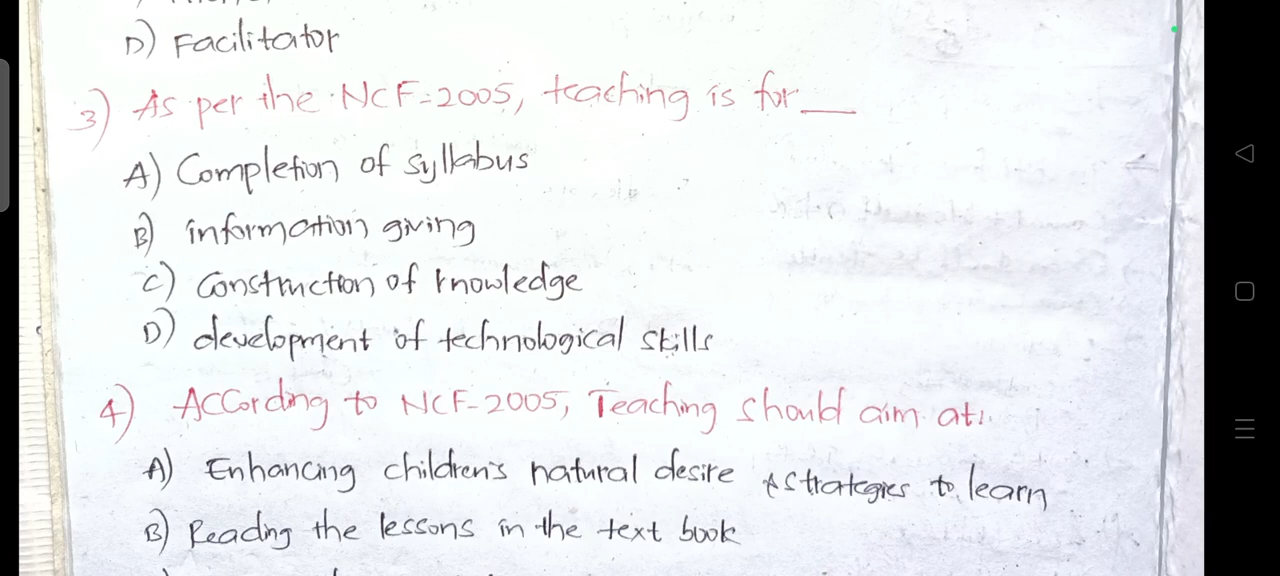 D) Facilitator
3) As per the NCF-2005, teaching is for __
A) Completion of syllabus
B) information giving
C) Construction of knowledge
D) development of technological skills
4) According to NCF-2005, Teaching should aim at:
A) Enhancing children's natural desire & strategies to learn
B) Reading the lessons in the text book